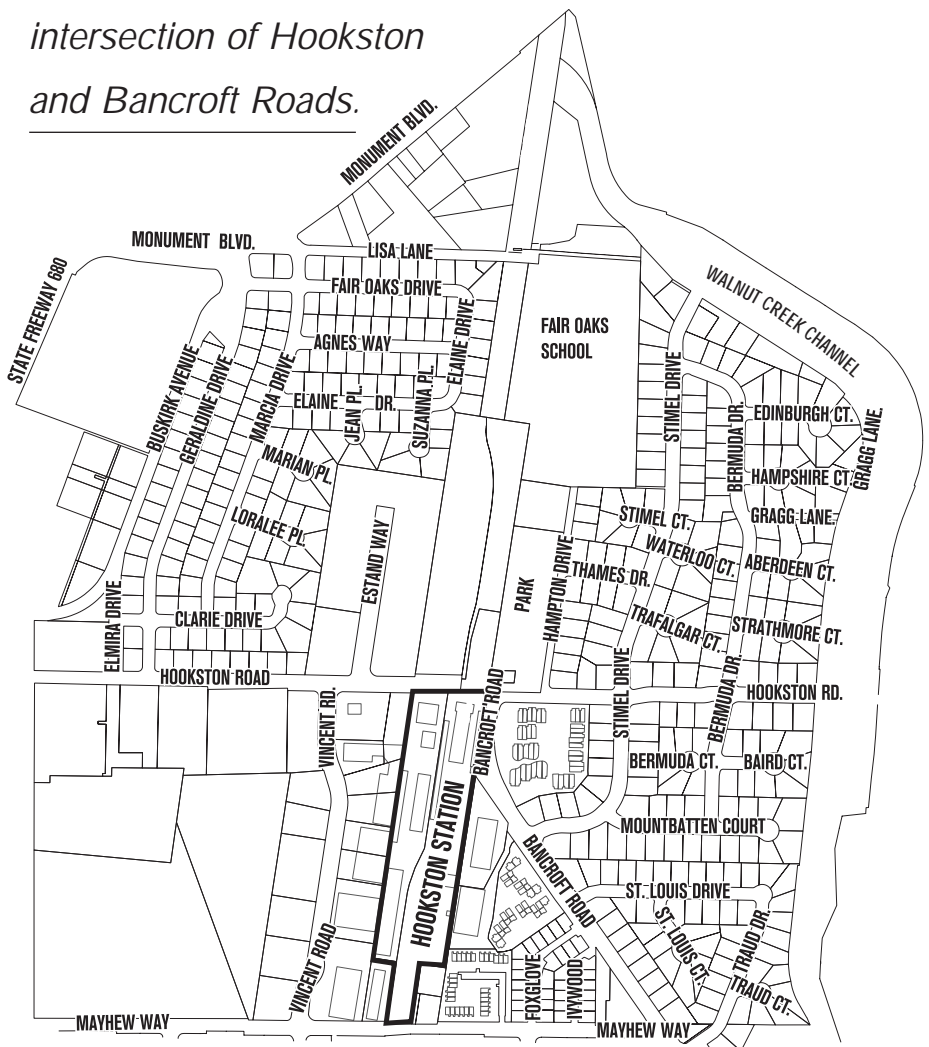 intersection of Hookston
and Bancroft Roads.
MONUMENT BLVD.
MONUMENT BLVD.
LISA LANE
STATE FREEWAY 680
FAIR OAKS DRIVE
WALNUT CREEK CHANNEL
FAIR OAKS
SCHOOL
AGNES WAY
ELAINE DRIVE
BUSKIRK AVENUE
GERALDINE DRIVE
MARCIA DRIVE
ELAINE DR.
JEAN PL.
SUZANNA PL.
STIMEL DRIVE
BERMUDA DR.
EDINBURGH CT.
GRAGG LANE.
MARIAN PL.
HAMPSHIRE CT.
LORALEE PL.
STIMEL CT.
GRAGG LANE.
ESTAND WAY
WATERLOO CT.
ABERDEEN CT.
PARK
HAMPTON DRIVE
THAMES DR.
ELMIRA DRIVE
CLARIE DRIVE
TRAFALGAR CT.
STRATHMORE CT.
HOOKSTON ROAD
HOOKSTON RD.
VINCENT RD.
BANCROFT ROAD
STIMEL DRIVE
BERMUDA DR.
BERMUDA CT.
BAIRD CT.
HOOKSTON STATION
MOUNTBATTEN COURT
BANCROFT ROAD
ST. LOUIS DRIVE
ST. LOUIS CT.
TRAUD DR.
VINCENT ROAD
FOXGLOVE
IVYWOOD
TRAUD CT.
MAYHEW WAY
MAYHEW WAY